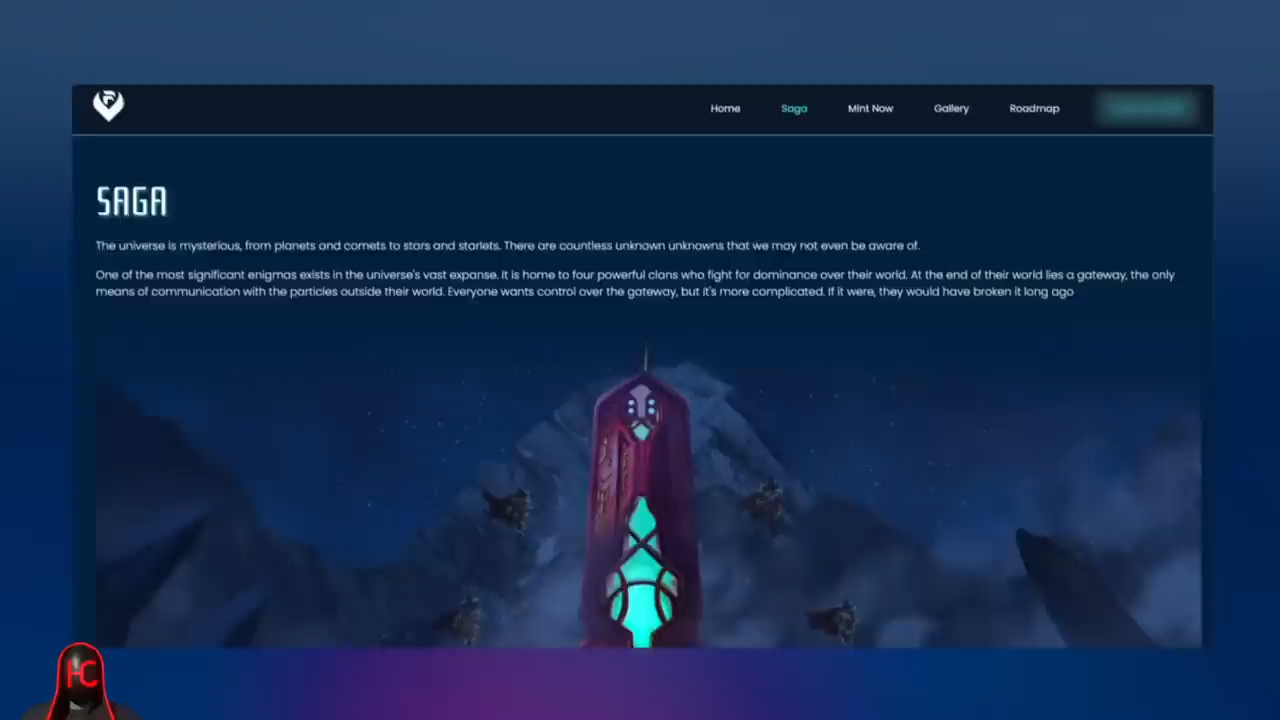 Home Saga Mint Now Gallery Roadmap
SAGA
The universe is mysterious, from planets and comets to stars and starlets. There are countless unknown unknowns that we may not even be aware of.
One of the most significant enigmas exists in the universe's vast expanse. It is home to four powerful clans who fight for dominance over their world. At the end of their world lies a gateway, the only
means of communication with the particles outside their world. Everyone wants control over the gateway, but it's more complicated. If it were, they would have broken it long ago
HC